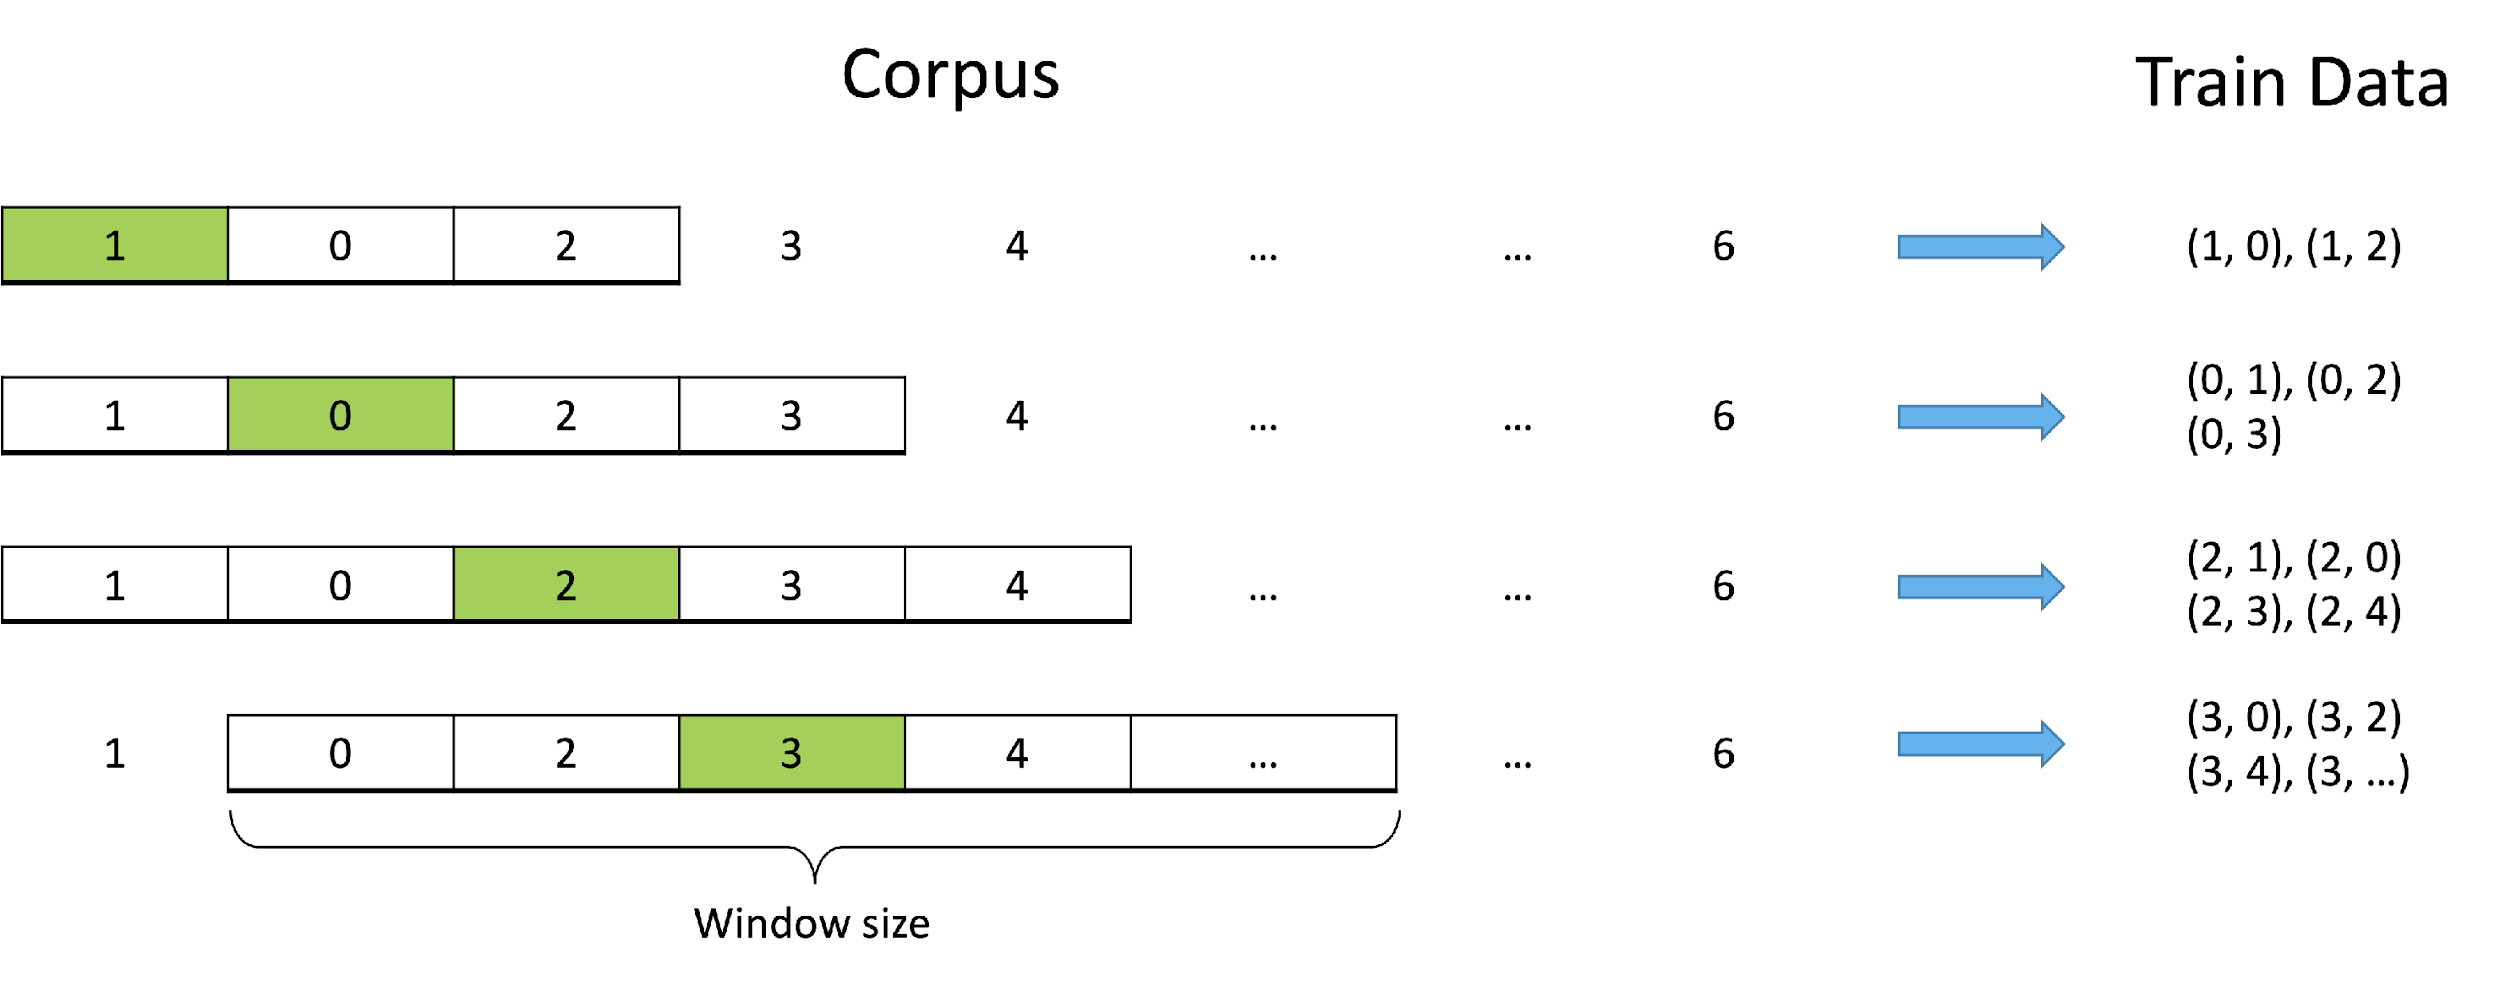 Corpus Train Data
1 0 2 3 4 ... ... 6 (1, 0), (1, 2)
1 0 2 3 4 ... ... 6 (0, 1), (0, 2)
(0, 3)
1 0 2 3 4 ... ... 6 (2, 1), (2, 0)
(2, 3), (2, 4)
1 0 2 3 4 ... ... 6 (3, 0), (3, 2)
(3, 4), (3, ...)
Window size